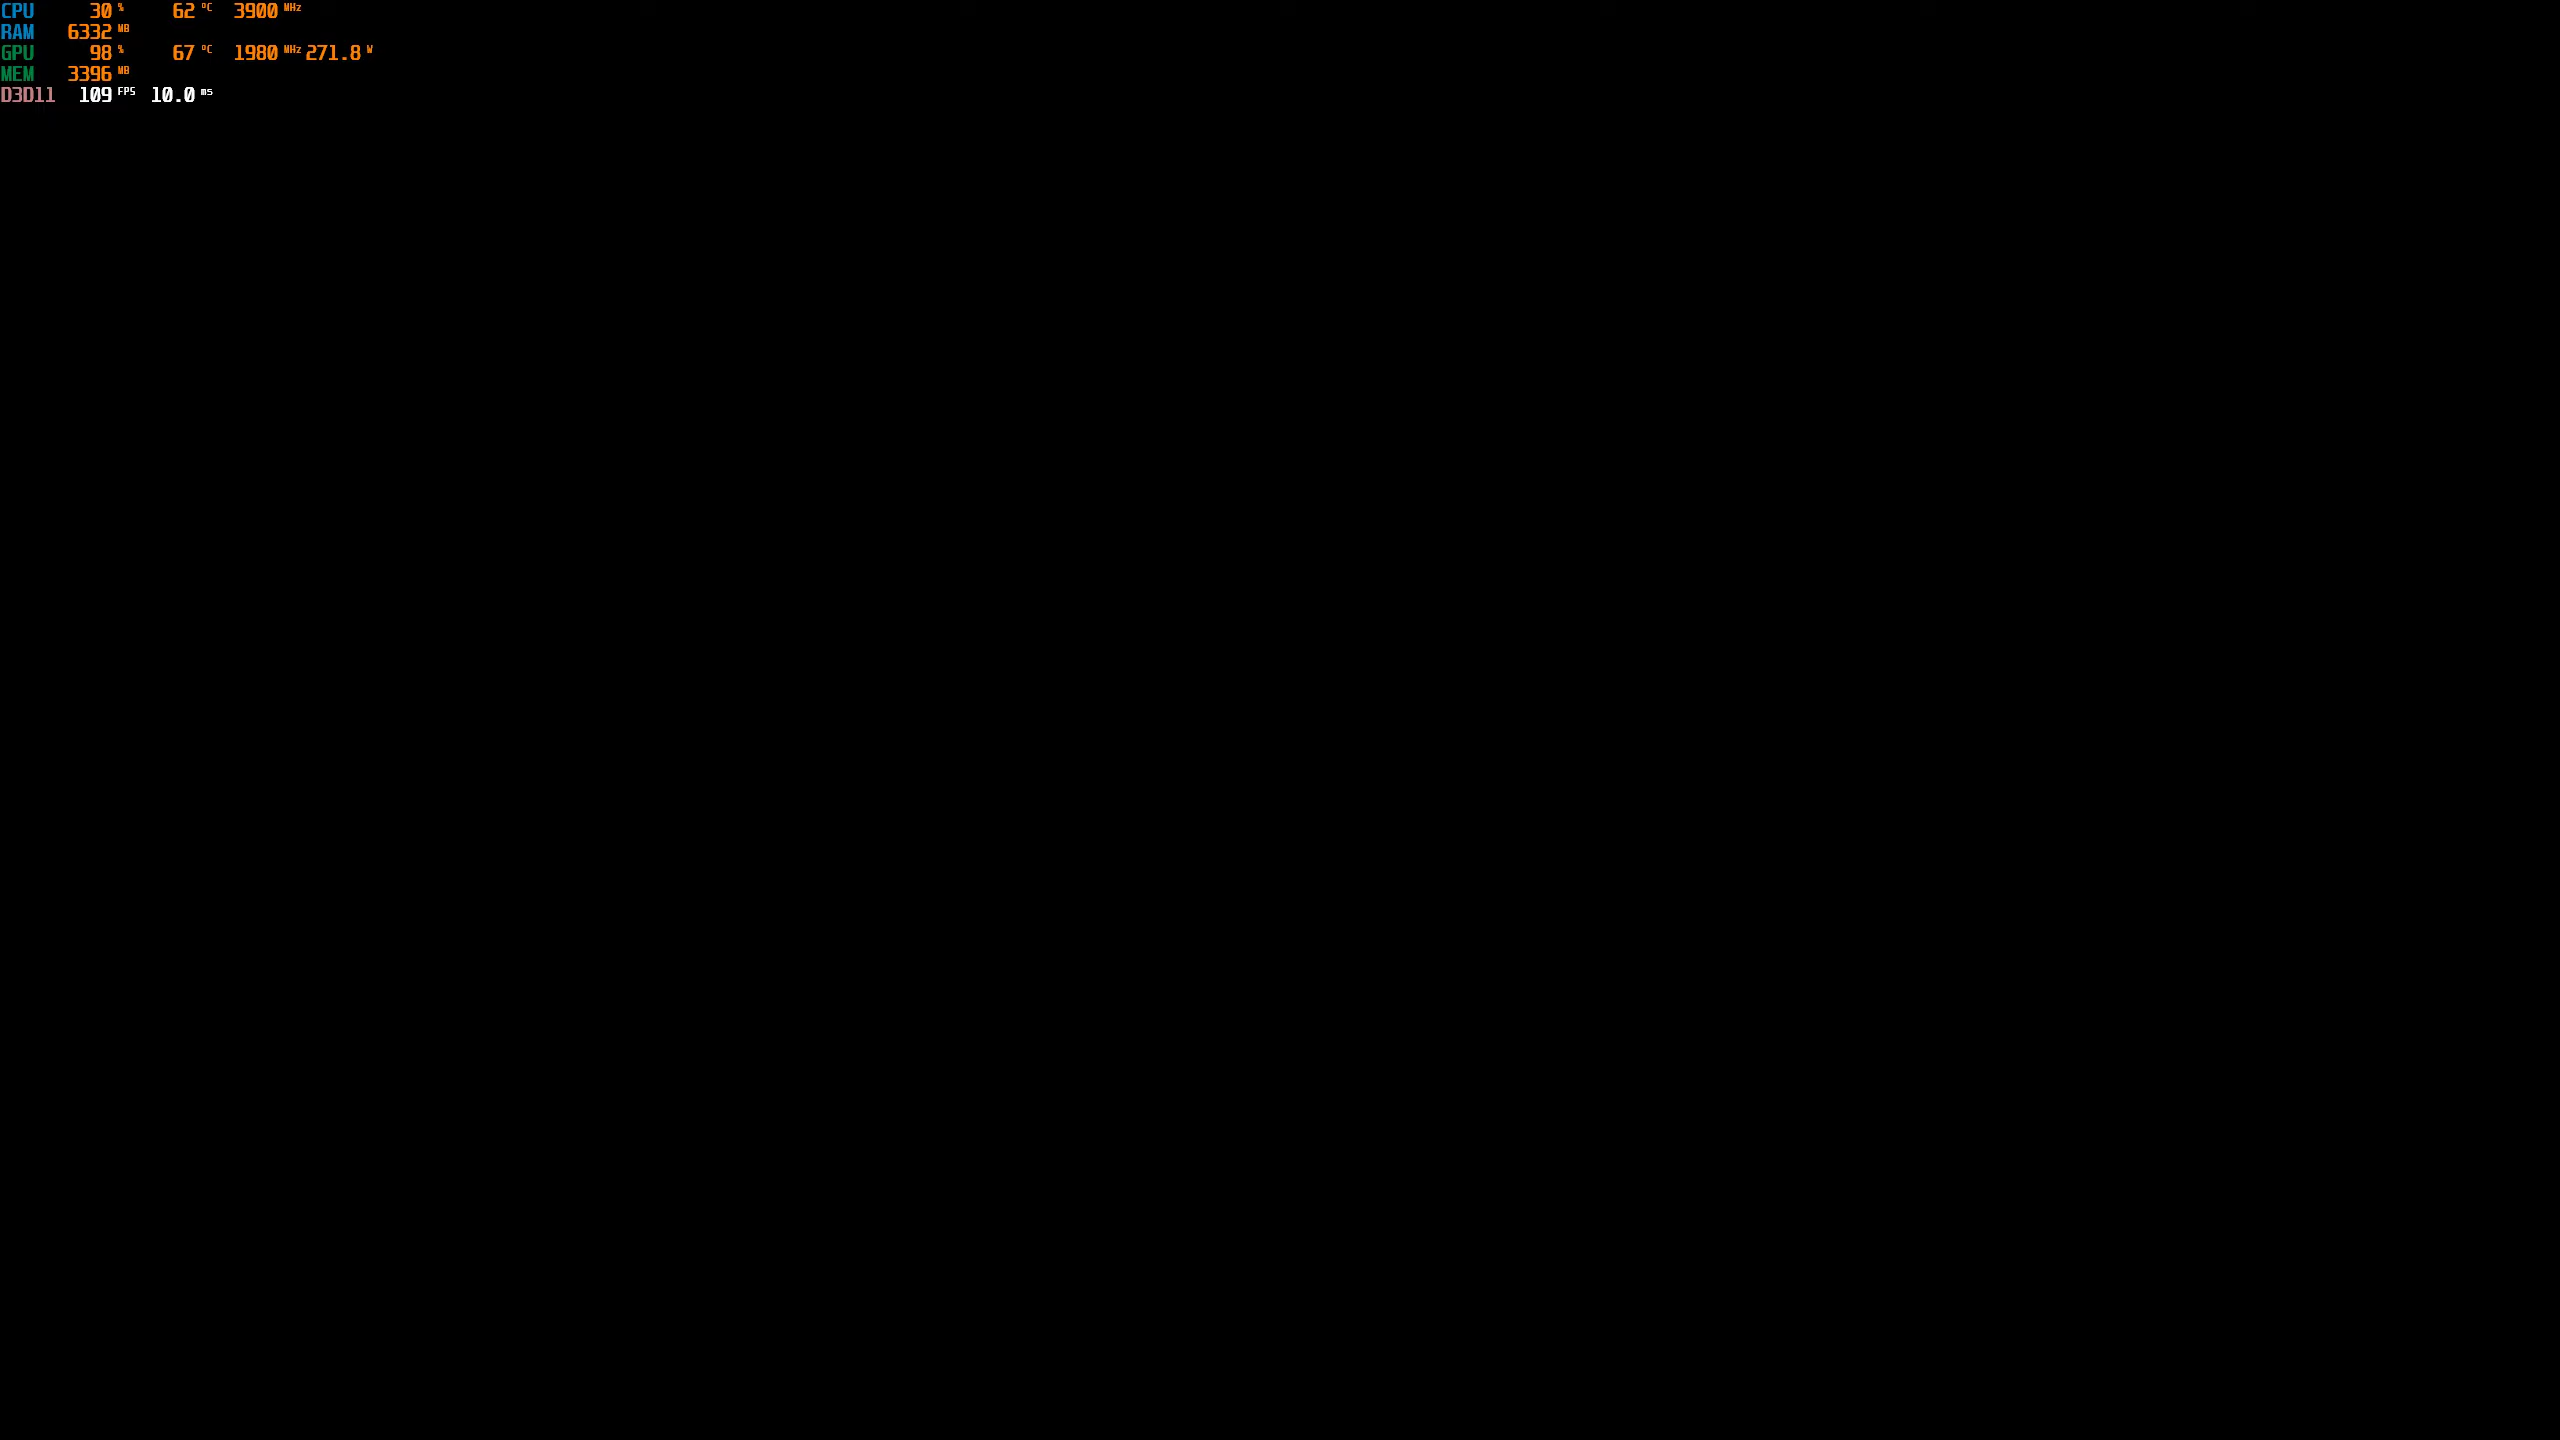 CPU 30 % 62 °C 3900 MHz
RAM 6332 MB
GPU 98 % 67 °C 1980 MHz 271.8 W
MEM 3396 MB
D3D11 109 FPS 10.0 ms